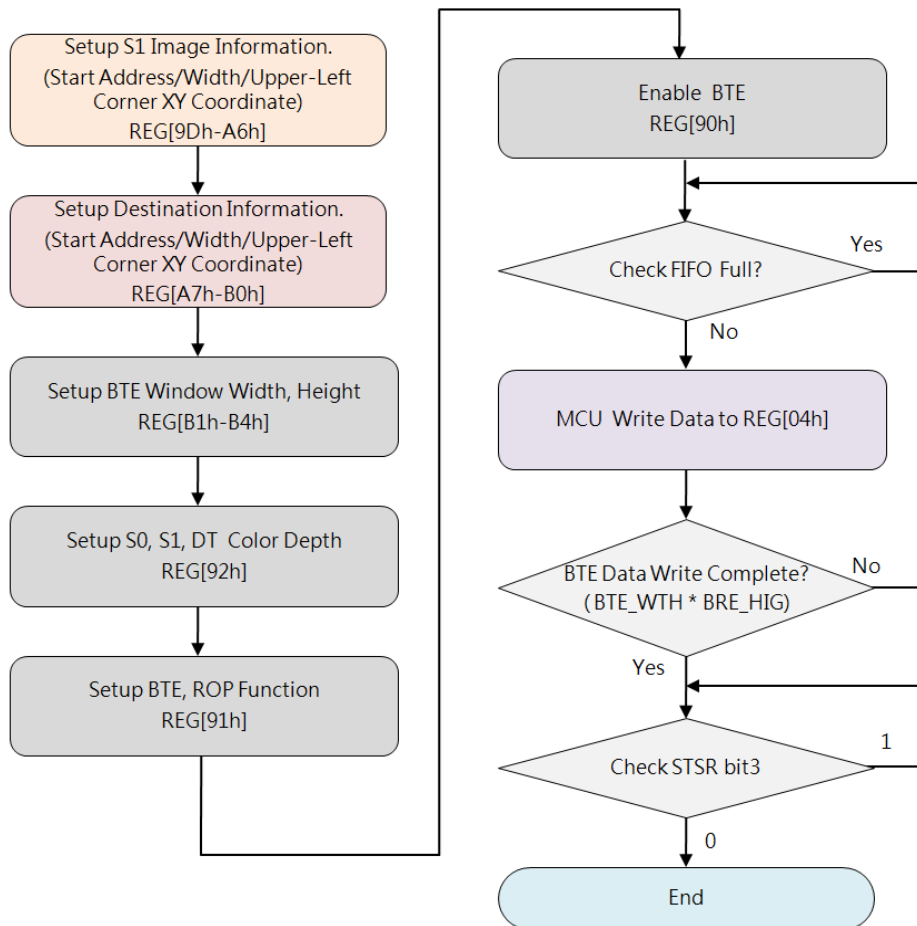 Setup S1 Image Information.
(Start Address/Width/Upper-Left
Corner XY Coordinate)
REG[9Dh-A6h]
Setup Destination Information.
(Start Address/Width/Upper-Left
Corner XY Coordinate)
REG[A7h-B0h]
Setup BTE Window Width, Height
REG[B1h-B4h]
Setup S0, S1, DT Color Depth
REG[92h]
Setup BTE, ROP Function
REG[91h]
Enable BTE
REG[90h]
Check FIFO Full?
Yes
No
MCU Write Data to REG[04h]
BTE Data Write Complete?
( BTE_WTH * BRE_HIG)
No
Yes
Check STSR bit3
1
0
End